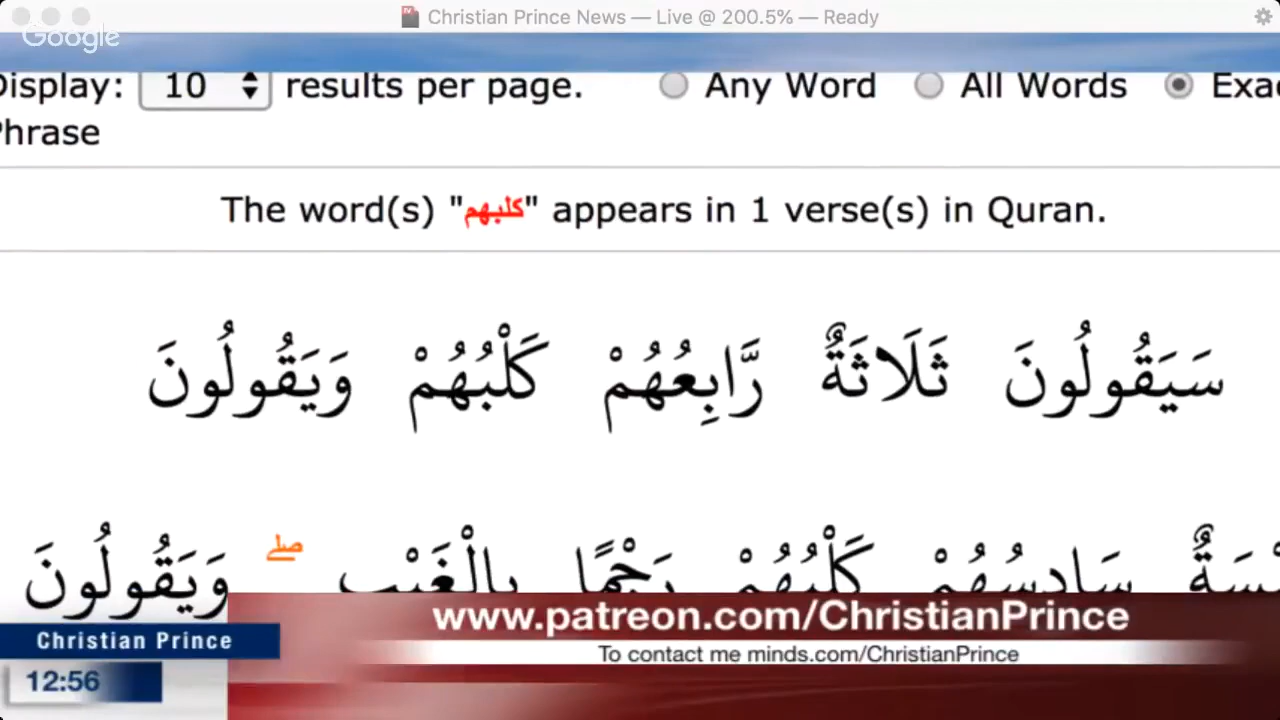 Christian Prince News — Live @ 200.5% — Ready
Google
Display: 10 results per page. Any Word All Words Exac
Phrase
The word(s) "كلبهم" appears in 1 verse(s) in Quran.
سَيَقُولُونَ ثَلَاثَةٌ رَّابِعُهُمْ كَلْبُهُمْ وَيَقُولُونَ
سَادِسُهُمْ كَلْبُهُمْ رَجْمًا بِالْغَيْبِ ۖ وَيَقُولُونَ
www.patreon.com/ChristianPrince
Christian Prince
To contact me minds.com/ChristianPrince
12:56